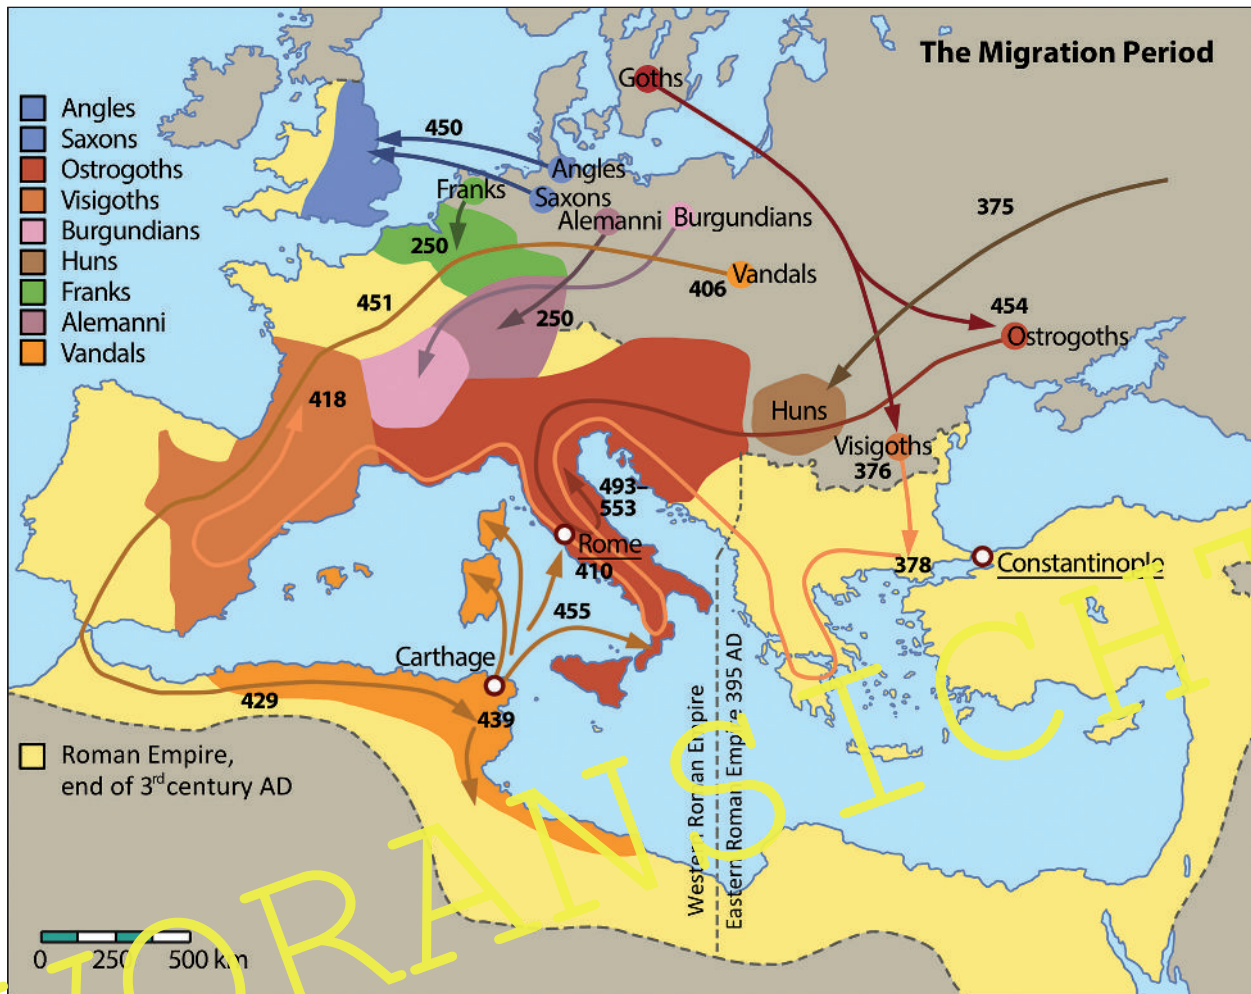 The Migration Period
Angles
Saxons
Ostrogoths
Visigoths
Burgundians
Huns
Franks
Alemanni
Vandals
Goths
450
Angles
Franks
Saxons
Alemanni
Burgundians
375
250
Vandals
406
451
454
250
Ostrogoths
418
Huns
Visigoths
376
493–
553
Rome
410
378
Constantinople
455
Carthage
429
439
Western Roman Empire
Eastern Roman Empire 395 AD
Roman Empire,
end of 3rd century AD
0 250 500 km
VORANSICHT